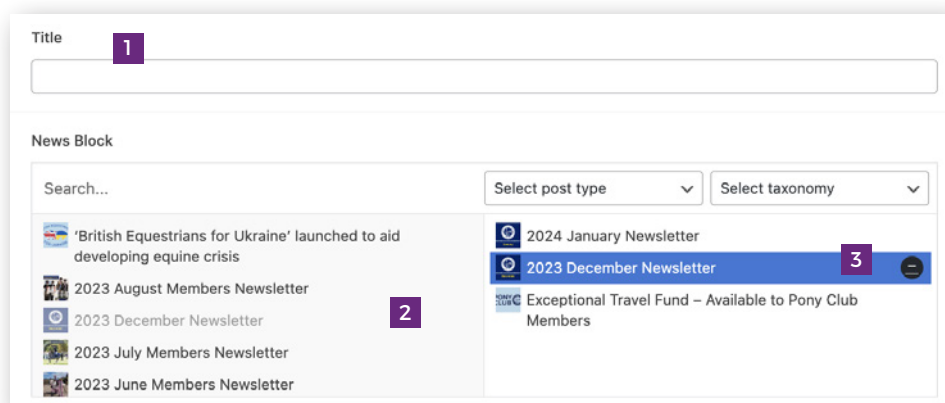 Title
1
News Block
Search...
Select post type
Select taxonomy
‘British Equestrians for Ukraine’ launched to aid
developing equine crisis
2023 August Members Newsletter
2023 December Newsletter
2
2023 July Members Newsletter
2023 June Members Newsletter
2024 January Newsletter
2023 December Newsletter
3
Exceptional Travel Fund – Available to Pony Club
Members